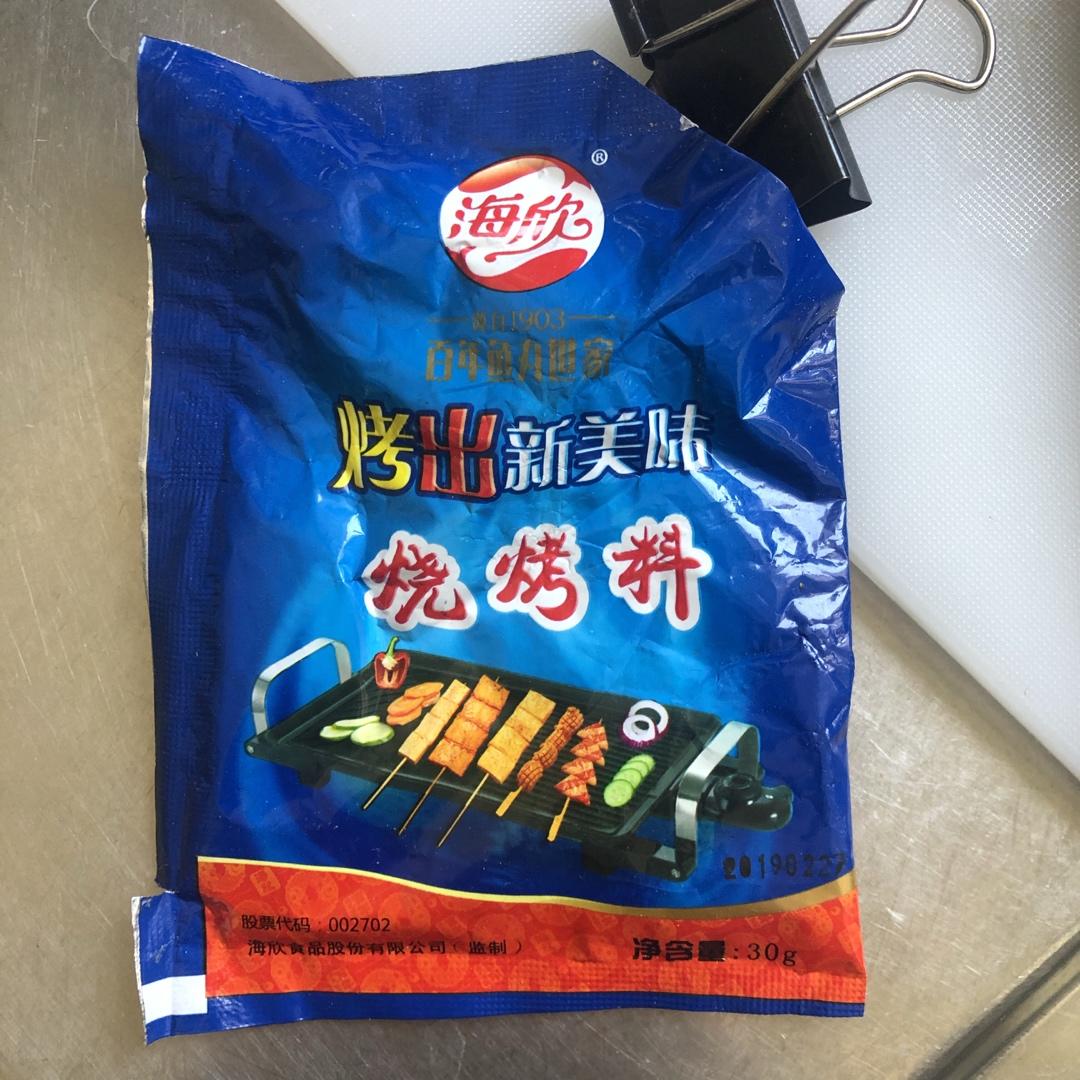 海欣
®
源自1903
百年鱼丸世家
烤出新美味
烧烤料
20190227
股票代码：002702
海欣食品股份有限公司（监制）
净含量:30g